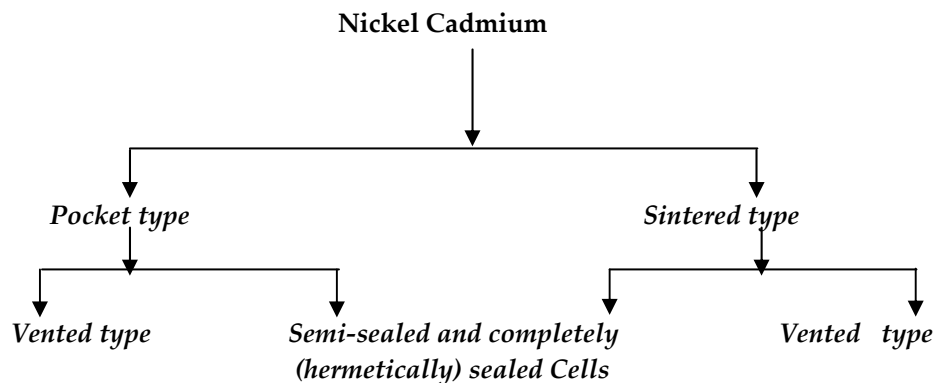 Nickel Cadmium
Pocket type
Sintered type
Vented type
Semi-sealed and completely
(hermetically) sealed Cells
Vented type